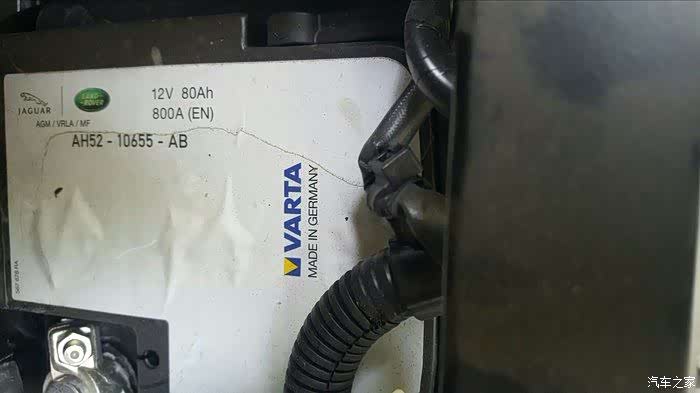 JAGUAR
LAND-
ROVER
12V 80Ah
800A (EN)
AGM / VRLA / MF
AH52 - 10655 - AB
VARTA
MADE IN GERMANY
汽车之家